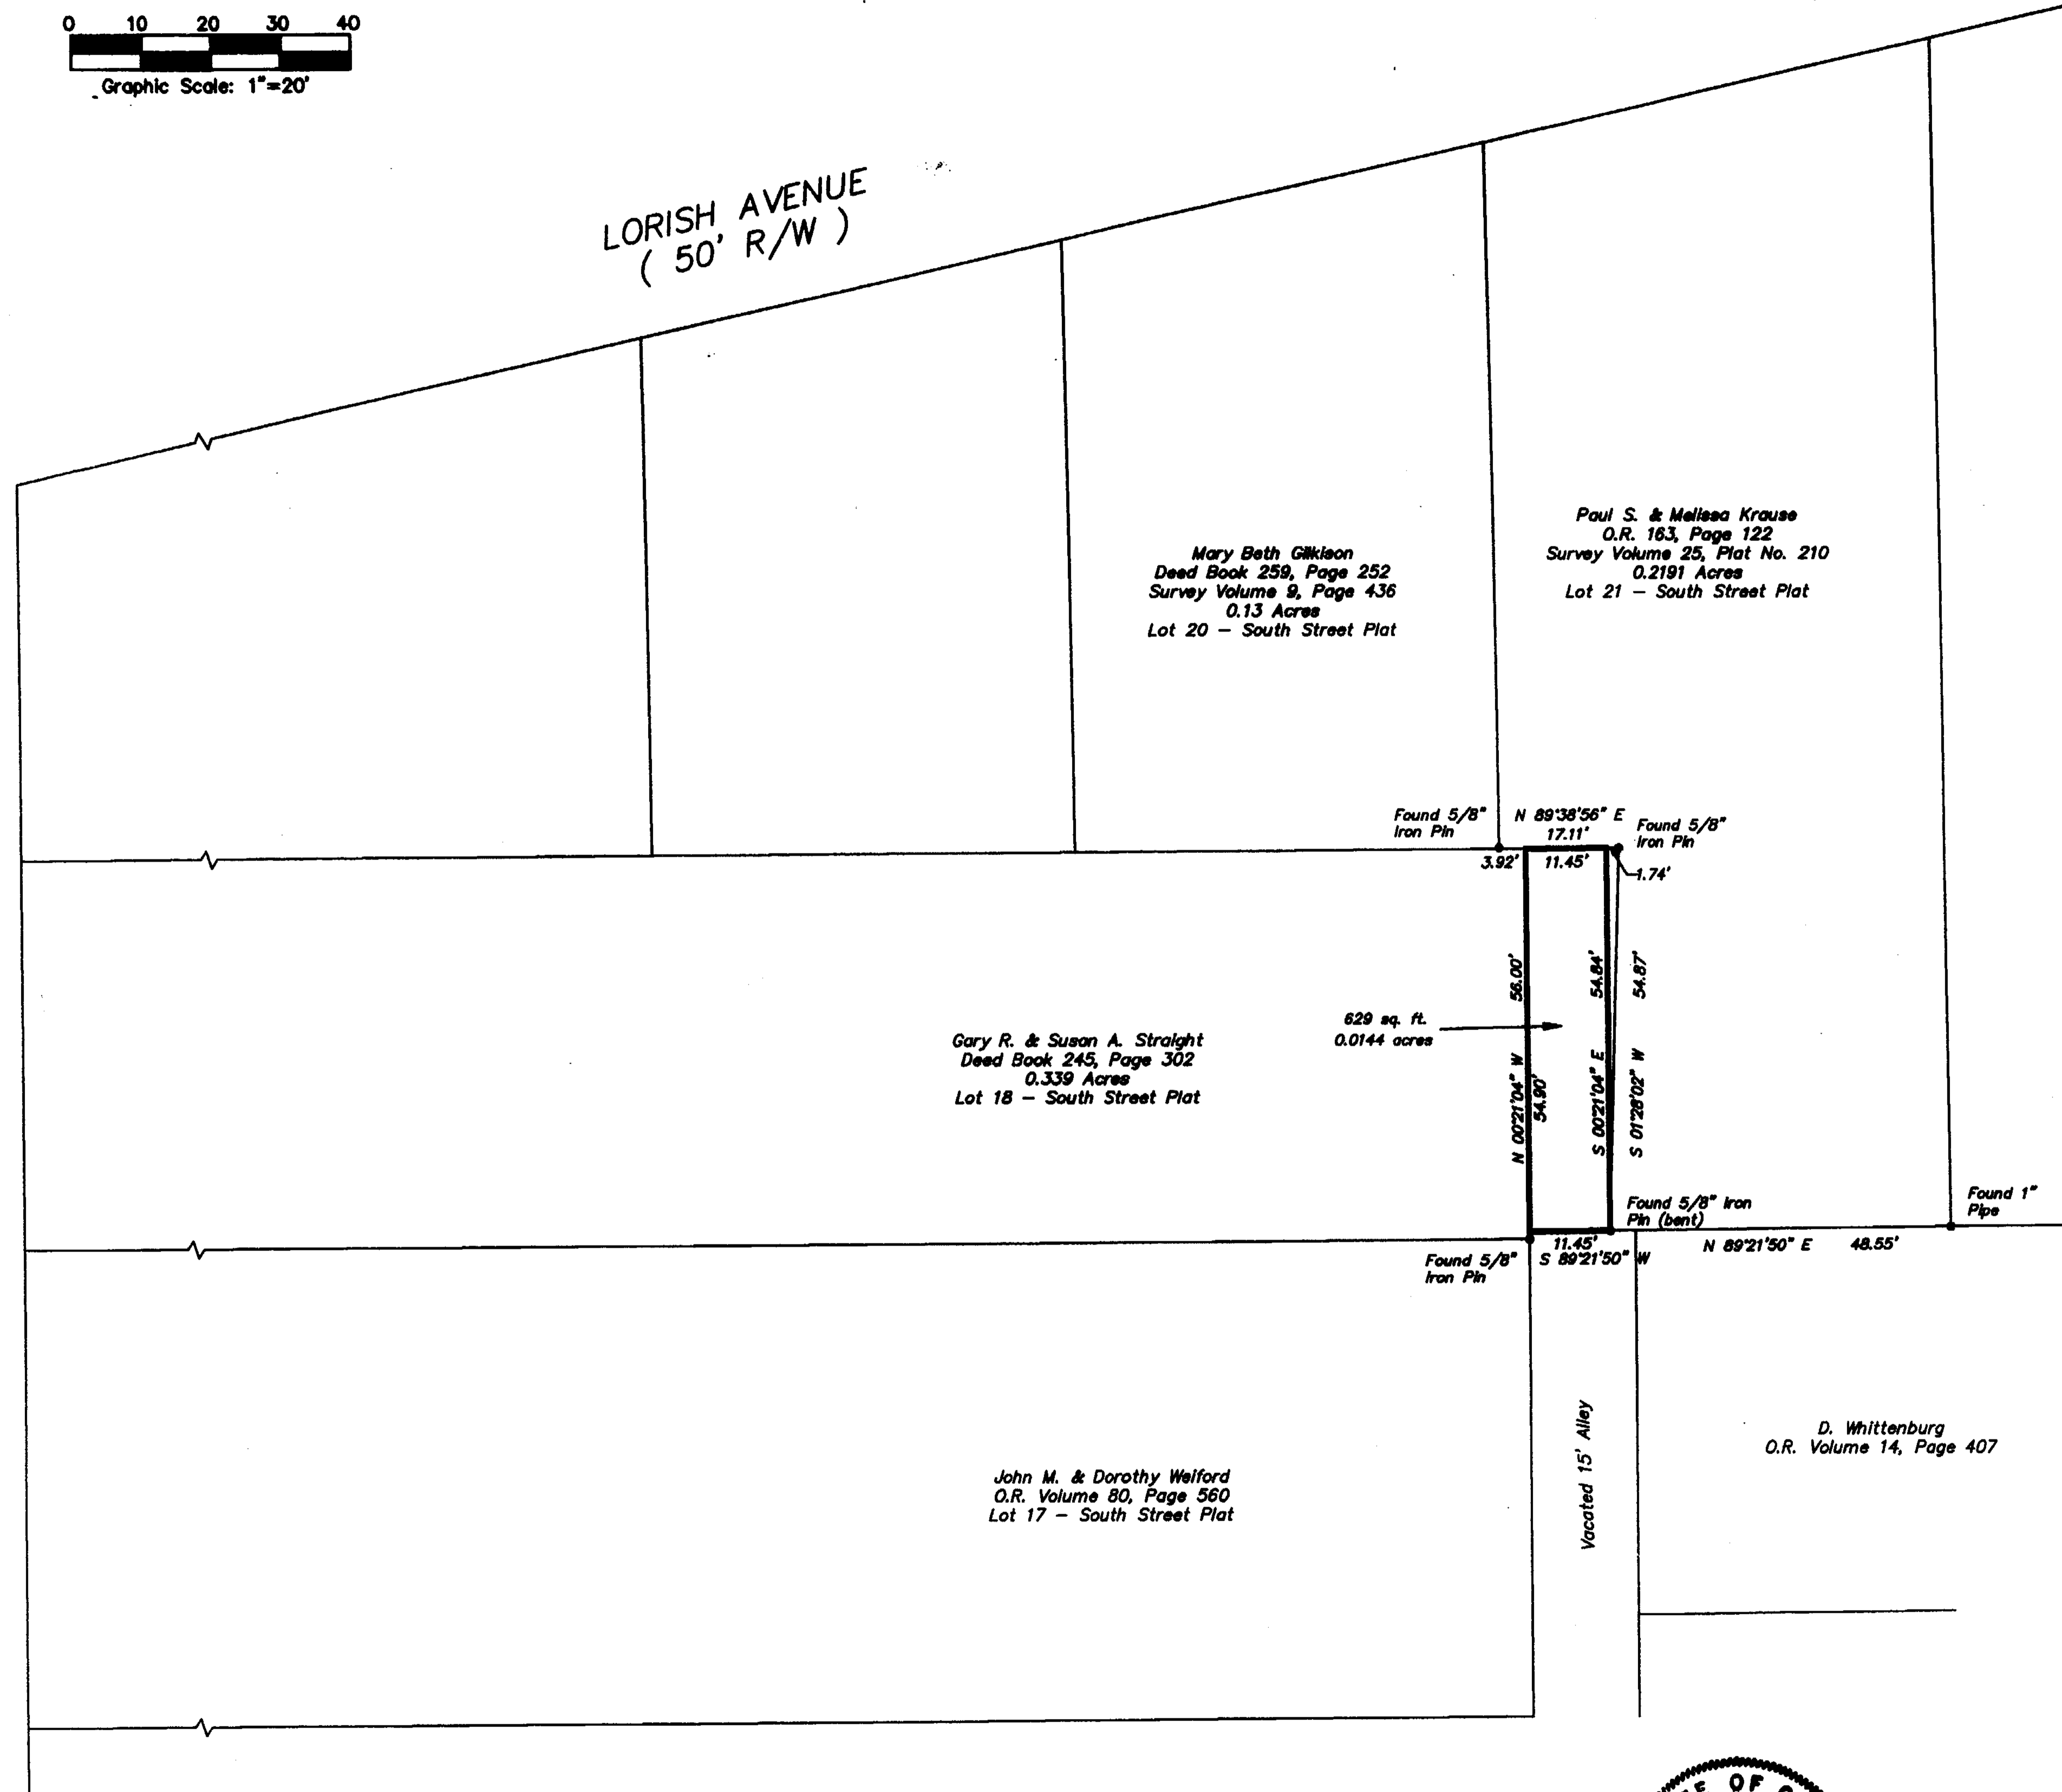 0 10 20 30 40
Graphic Scale: 1"=20'
LORISH AVENUE
( 50' R/W )
Paul S. & Melissa Krause
O.R. 163, Page 122
Survey Volume 25, Plat No. 210
0.2191 Acres
Lot 21 – South Street Plat
Mary Beth Gilkison
Deed Book 259, Page 252
Survey Volume 9, Page 436
0.13 Acres
Lot 20 – South Street Plat
Found 5/8"
Iron Pin
N 89°38'56" E
17.11'
Found 5/8"
Iron Pin
3.92'
11.45'
1.74'
56.00'
N 00°21'04" W
54.90'
54.84'
S 00°21'04" E
54.87'
S 01°28'02" W
629 sq. ft.
0.0144 acres
Gary R. & Susan A. Straight
Deed Book 245, Page 302
0.339 Acres
Lot 18 – South Street Plat
Found 5/8" Iron
Pin (bent)
Found 1"
Pipe
11.45'
S 89°21'50" W
N 89°21'50" E 48.55'
Found 5/8"
Iron Pin
Vacated 15' Alley
D. Whittenburg
O.R. Volume 14, Page 407
John M. & Dorothy Welford
O.R. Volume 80, Page 560
Lot 17 – South Street Plat
OF